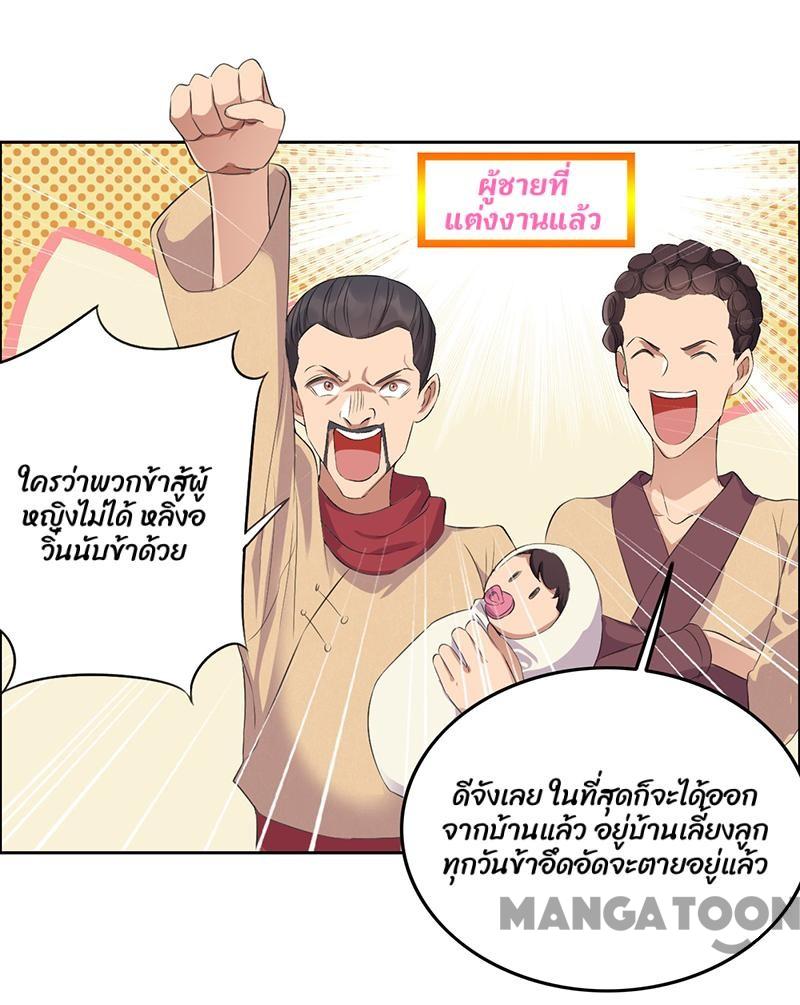 ผู้ชายที่
แต่งงานแล้ว
ใครว่าพวกข้าสู้ผู้
หญิงไม่ได้ หลิงอ
วิ๋นนับข้าด้วย
ดีจังเลย ในที่สุดก็จะได้ออก
จากบ้านแล้ว อยู่บ้านเลี้ยงลูก
ทุกวันข้าอึดอัดจะตายอยู่แล้ว
MANGATOON